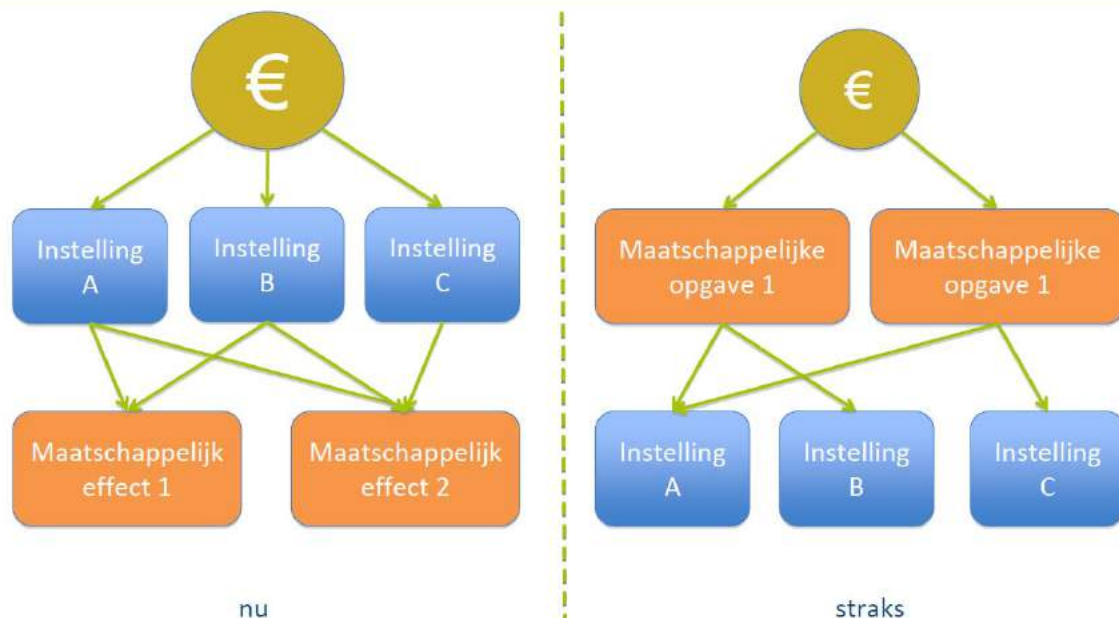 €
Instelling
A
Instelling
B
Instelling
C
Maatschappelijk
effect 1
Maatschappelijk
effect 2
nu
€
Maatschappelijke
opgave 1
Maatschappelijke
opgave 1
Instelling
A
Instelling
B
Instelling
C
straks